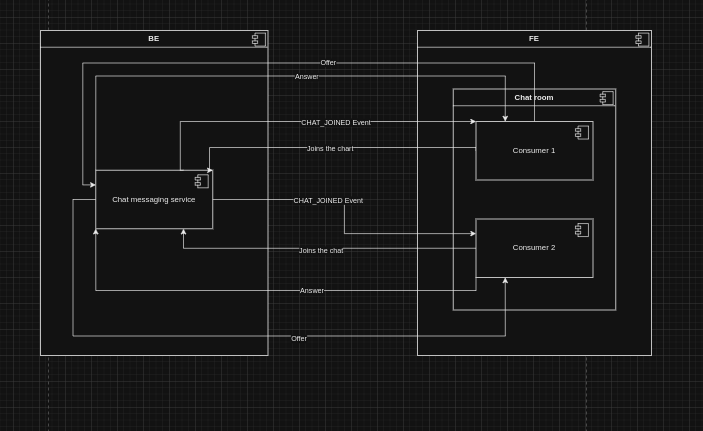 BE
FE
Offer
Answer
Chat room
CHAT_JOINED Event
Joins the chart
Consumer 1
Chat messaging service
CHAT_JOINED Event
Joins the chat
Consumer 2
Answer
Offer